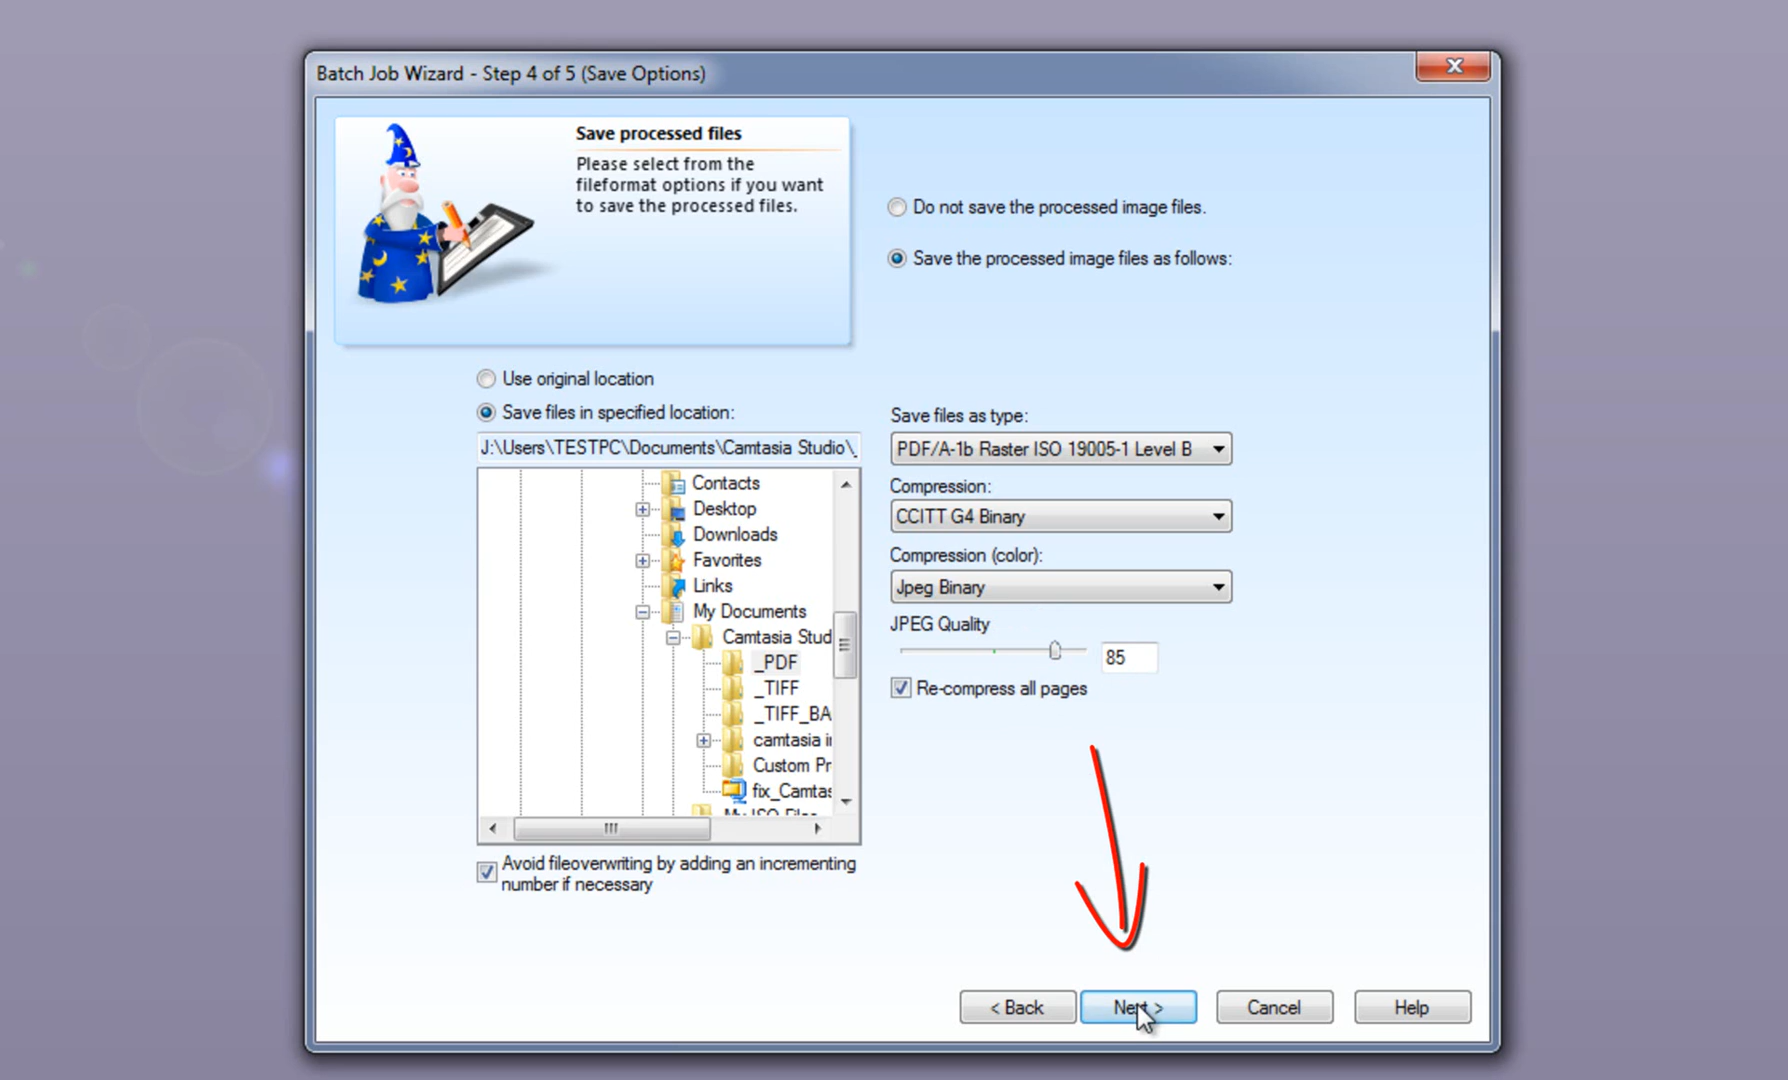 Batch Job Wizard - Step 4 of 5 (Save Options)
Save processed files
Please select from the
fileformat options if you want
to save the processed files.
Do not save the processed image files.
Save the processed image files as follows:
Use original location
Save files in specified location:
J:\Users\TESTPC\Documents\Camtasia Studio\_
Contacts
Desktop
Downloads
Favorites
Links
My Documents
Camtasia Stud
_PDF
_TIFF
_TIFF_BA
camtasia i
Custom Pr
fix_Camtas
My ISO Files
Avoid fileoverwriting by adding an incrementing
number if necessary
Save files as type:
PDF/A-1b Raster ISO 19005-1 Level B
Compression:
CCITT G4 Binary
Compression (color):
Jpeg Binary
JPEG Quality
85
Re-compress all pages
< Back
Next >
Cancel
Help